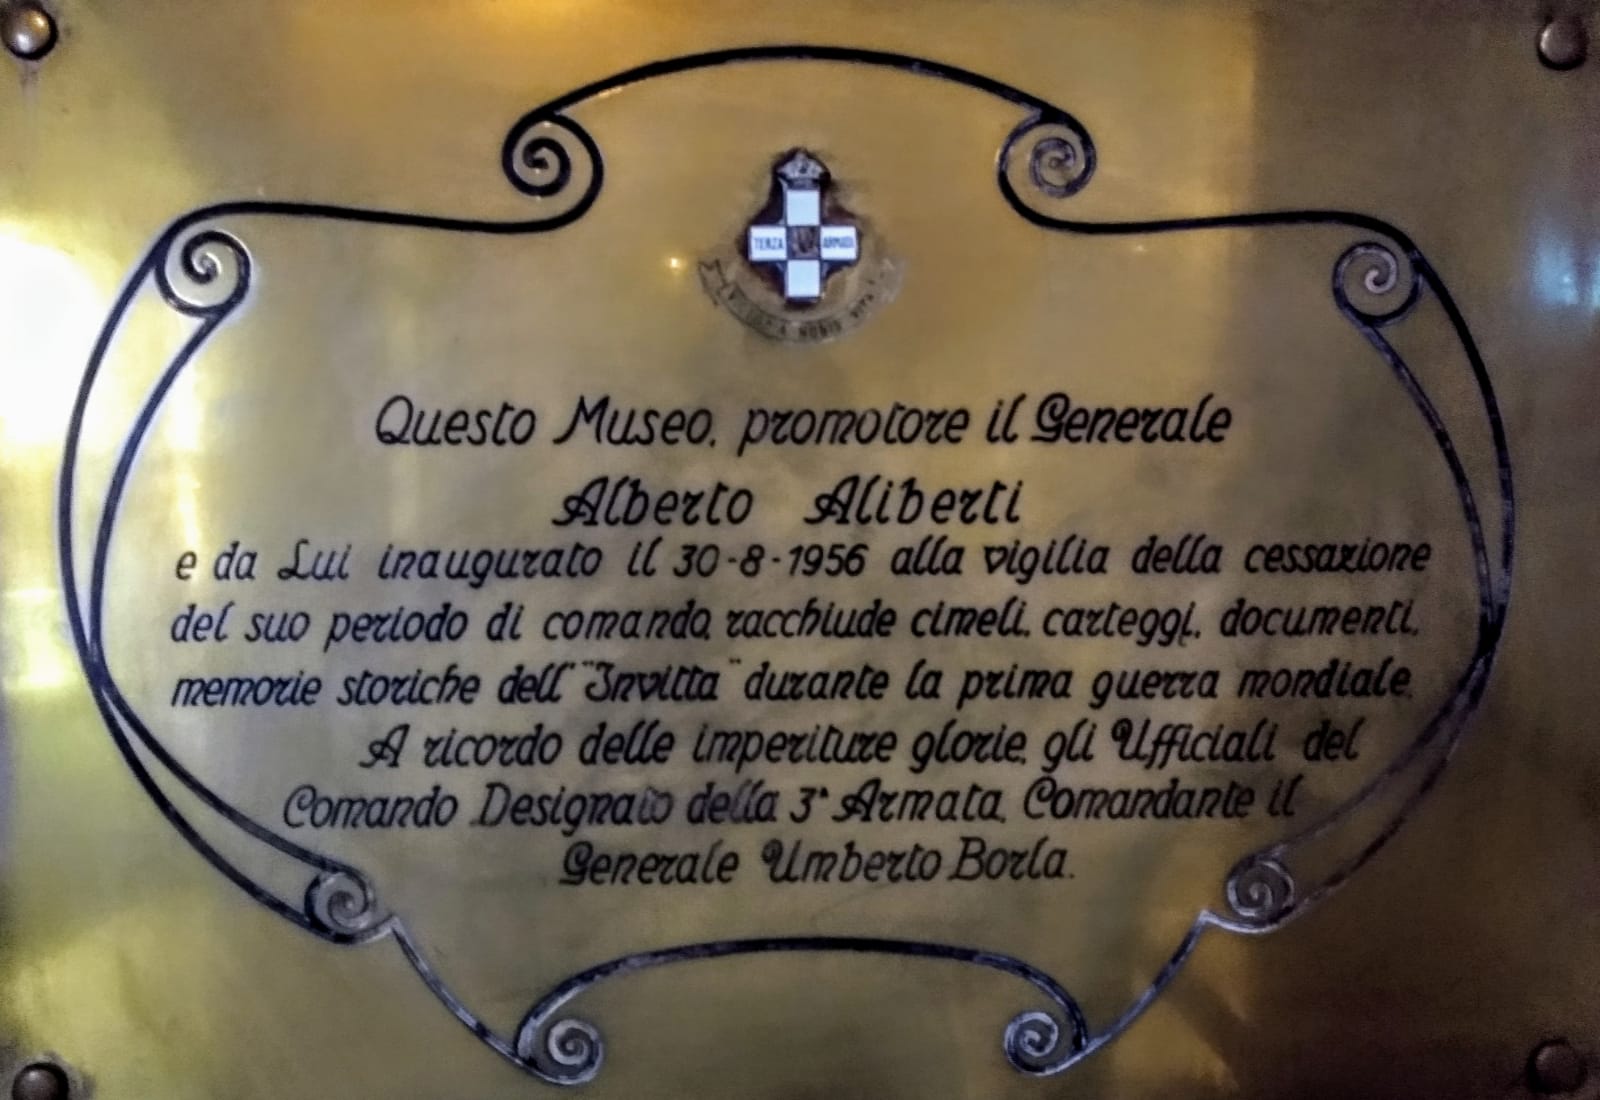 TERZA ARMATA
Questo Museo, promotore il Generale
Alberto Aliberti
e da Lui inaugurato il 30-8-1956 alla vigilia della cessazione
del suo periodo di comando, racchiude cimeli, carteggi, documenti,
memorie storiche dell' "Invitta" durante la prima guerra mondiale.
A ricordo delle imperiture glorie, gli Ufficiali del
Comando Designato della 3ª Armata, Comandante il
Generale Umberto Borla.